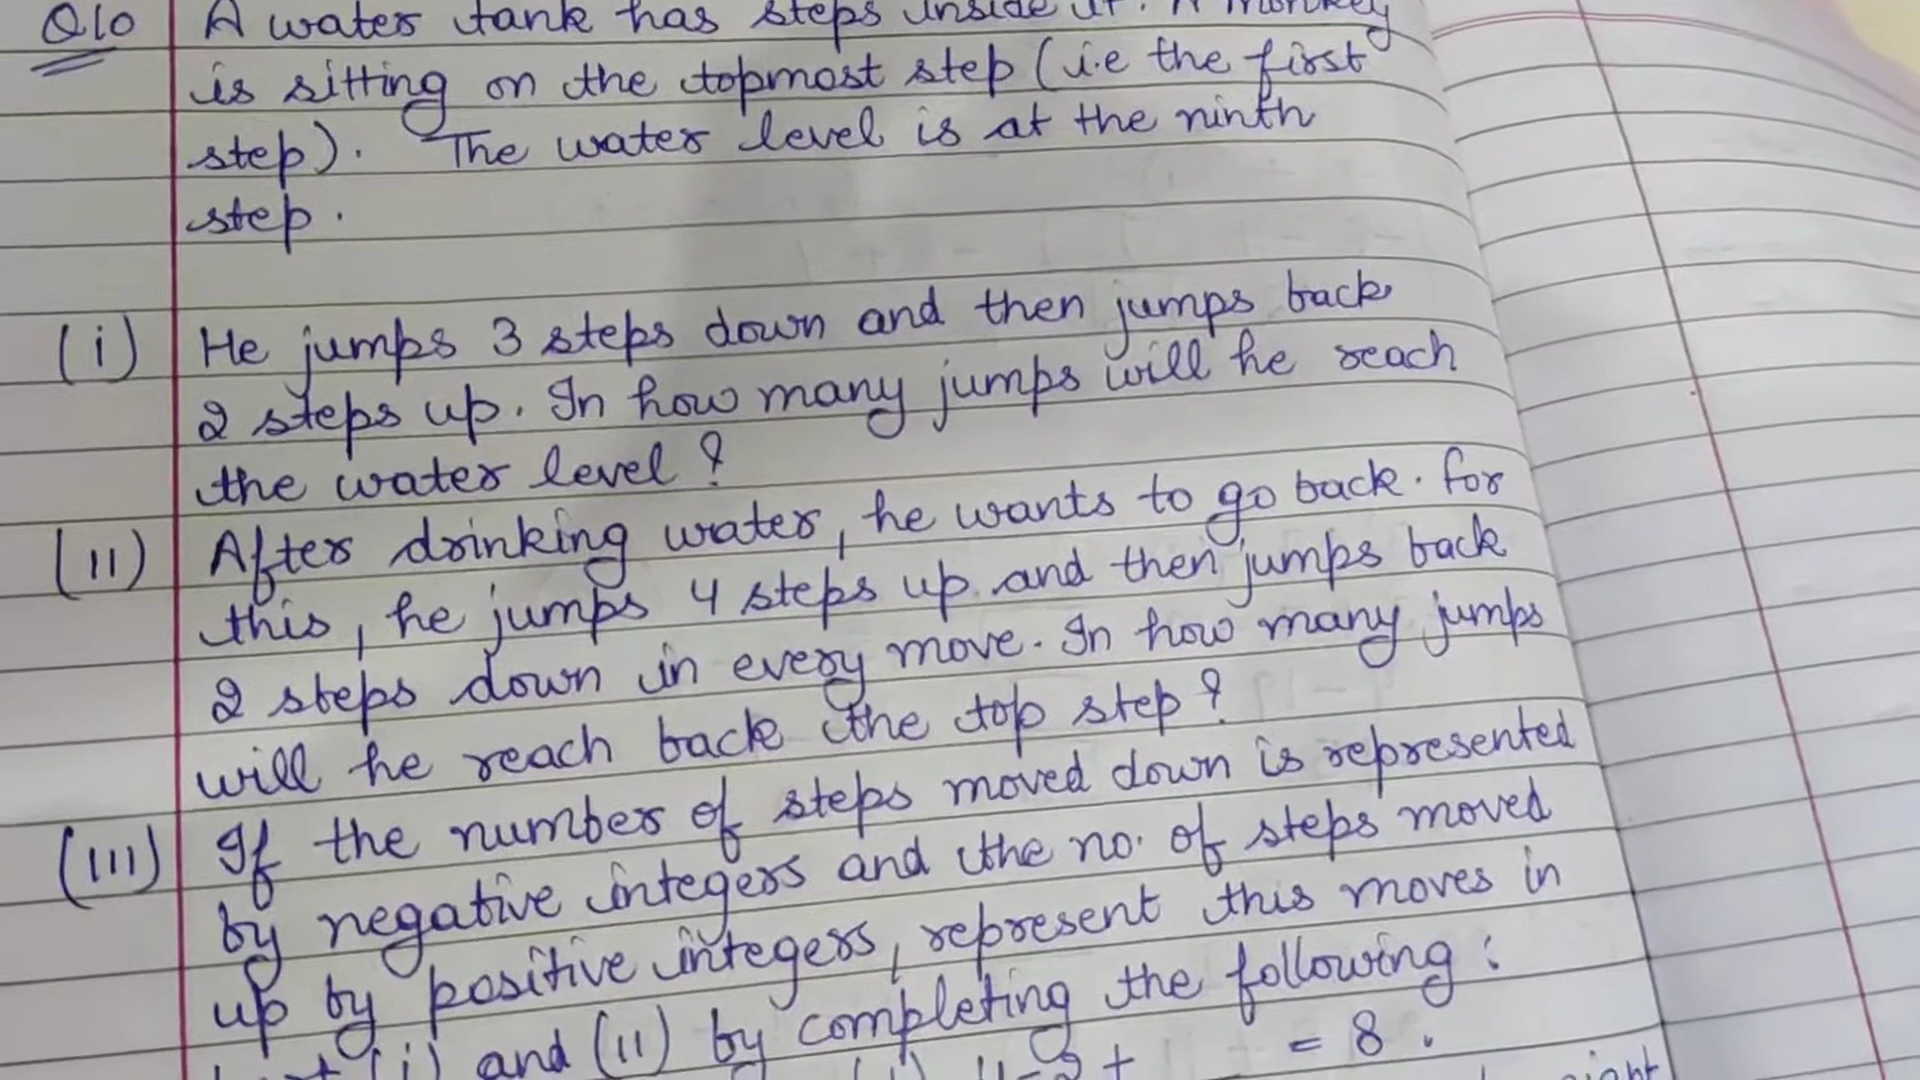 Q10 A water tank has steps inside it. A monkey
is sitting on the topmost step (i.e the first
step). The water level is at the ninth
step.
(i) He jumps 3 steps down and then jumps back
2 steps up. In how many jumps will he reach
the water level?
(ii) After drinking water, he wants to go back. for
this, he jumps 4 steps up and then jumps back
2 steps down in every move. In how many jumps
will he reach back the top step?
(iii) If the number of steps moved down is represented
by negative integers and the no. of steps moved
up by positive integers, represent this moves in
(i) and (ii) by completing the following:
4-2+ = 8.